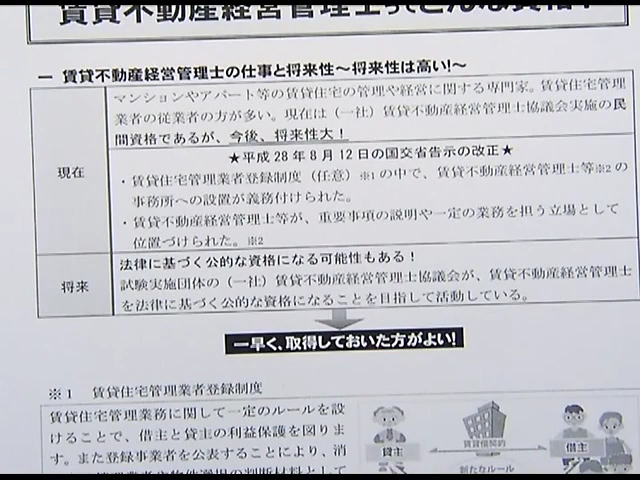 賃貸不動産経営管理士ってどんな資格?
一 賃貸不動産経営管理士の仕事と将来性～将来性は高い!～
現在
マンションやアパート等の賃貸住宅の管理や経営に関する専門家。賃貸住宅管理
業者の従業者の方が多い。現在は(一社)賃貸不動産経営管理士協議会実施の民
間資格であるが、今後、将来性大!
★平成28年8月12日の国交省告示の改正★
・賃貸住宅管理業者登録制度(任意)※1の中で、賃貸不動産経営管理士等※2の
事務所への設置が義務付けられた。
・賃貸不動産経営管理士等が、重要事項の説明や一定の業務を担う立場として
位置づけられた。※2
将来
法律に基づく公的な資格になる可能性もある!
試験実施団体の(一社)賃貸不動産経営管理士協議会が、賃貸不動産経営管理士
を法律に基づく公的な資格になることを目指して活動している。
一早く、取得しておいた方がよい!
※1 賃貸住宅管理業者登録制度
賃貸住宅管理業務に関して一定のルールを設
けることで、借主と貸主の利益保護を図りま
す。また登録事業者を公表することにより、消
貸主
賃貸借契約
借主
新たなルール